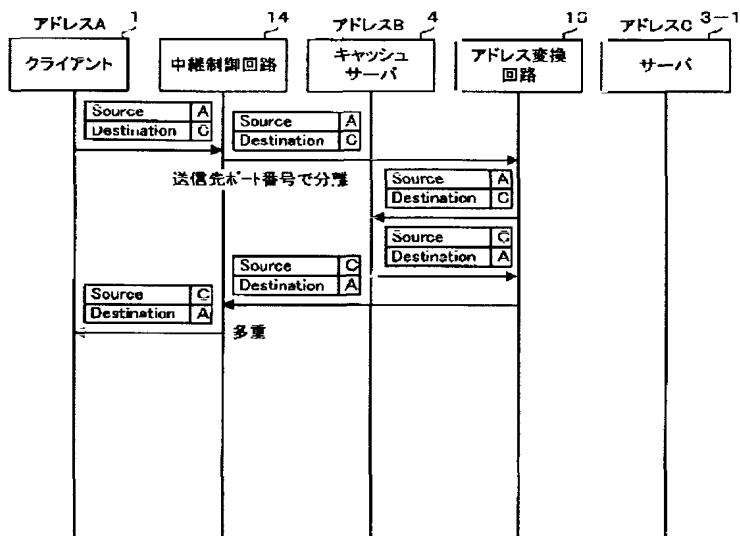 アドレスA
1
クライアント
14
中継制御回路
アドレスB
4
キャッシュ
サーバ
16
アドレス変換
回路
アドレスC
3-1
サーバ
Source A
Destination C
Source A
Destination C
送信先ポート番号で分離
Source A
Destination C
Source C
Destination A
Source C
Destination A
Source C
Destination A
多重